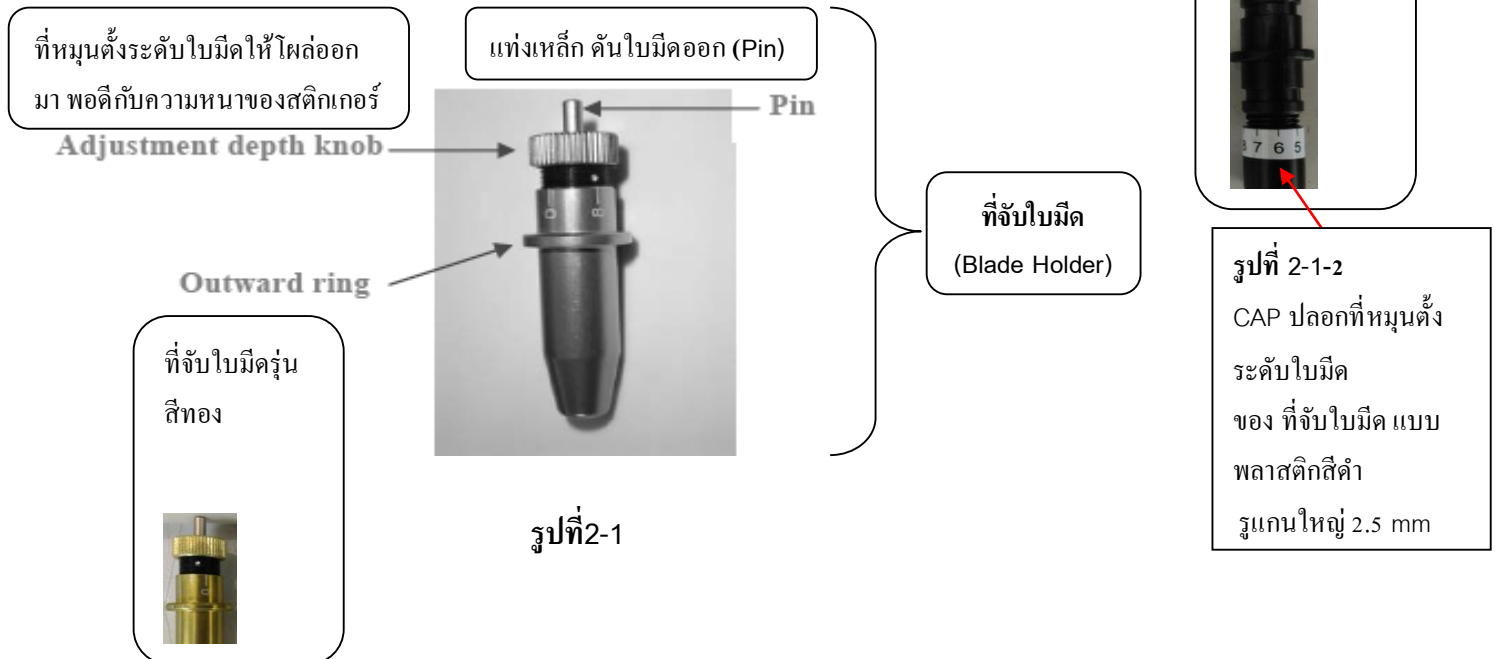 ที่หมุนตั้งระดับใบมีดให้โผล่ออก
มา พอดีกับความหนาของสติกเกอร์
แท่งเหล็ก ดันใบมีดออก (Pin)
Pin
Adjustment depth knob
0 8
Outward ring
ที่จับใบมีด
(Blade Holder)
ที่จับใบมีดรุ่น
สีทอง
0
รูปที่2-1
8 7 6 5
รูปที่ 2-1-2
CAP ปลอกที่หมุนตั้ง
ระดับใบมีด
ของ ที่จับใบมีด แบบ
พลาสติกสีดำ
รูแกนใหญ่ 2.5 mm